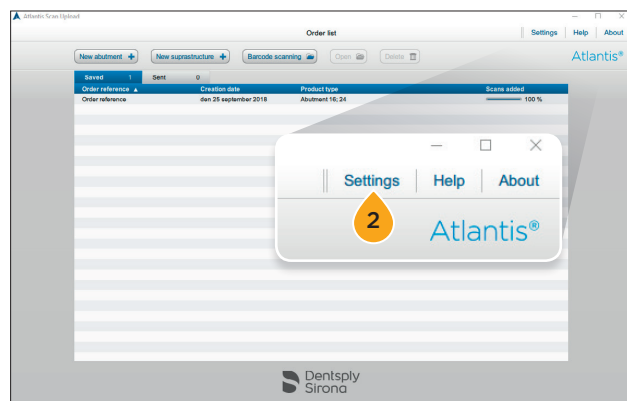 Atlantis Scan Upload
Order list
Settings Help About
New abutment New suprastructure Barcode scanning Open Delete
Atlantis®
Saved 1 Sent 0
Order reference ▲ Creation date Product type Scans added
Order reference den 25 september 2018 Abutment 16; 24 100 %
Settings Help About
2
Atlantis®
Dentsply
Sirona